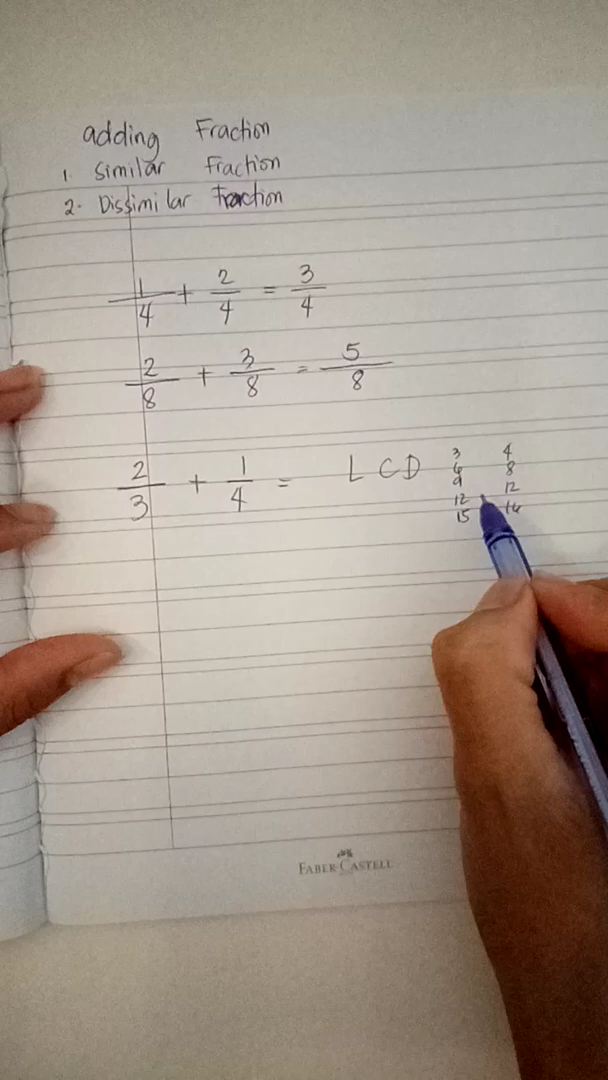 adding Fraction
1. Similar Fraction
2. Dissimilar Fraction
1/4 + 2/4 = 3/4
2/8 + 3/8 = 5/8
2/3 + 1/4 = LCD
3 4
6 8
9 12
12 16
15
FABER-CASTELL